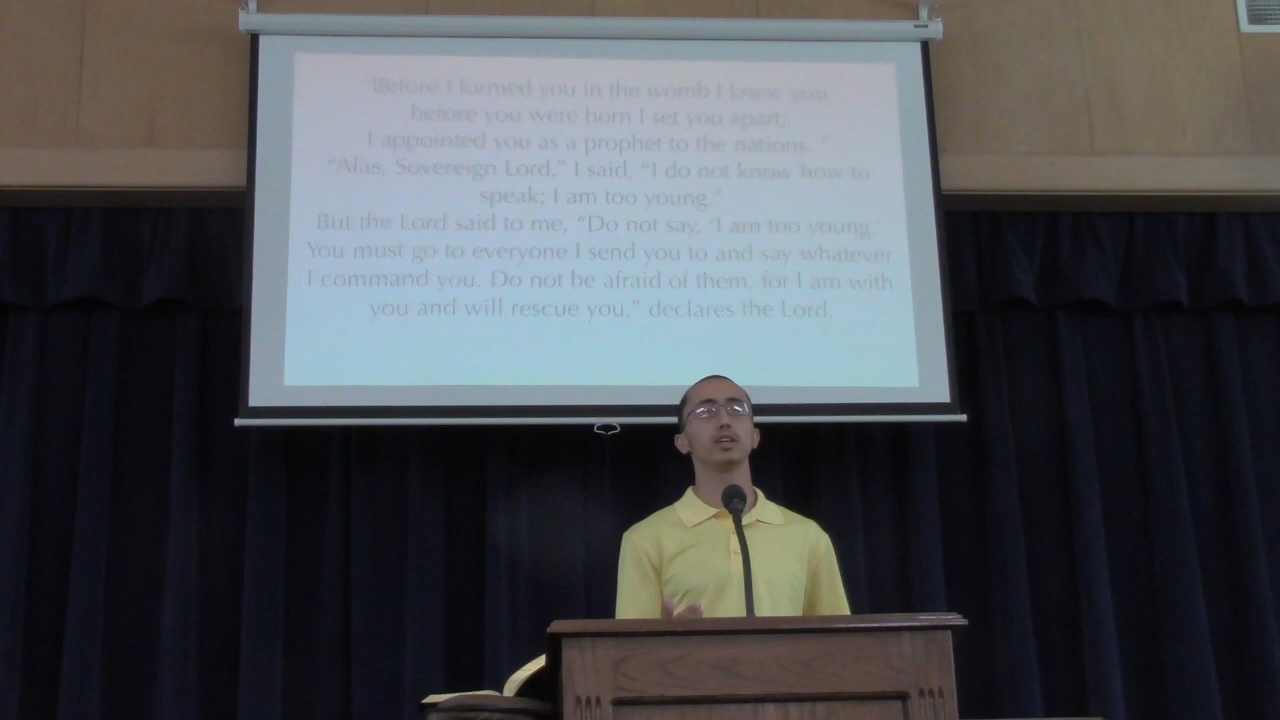 "Before I formed you in the womb I knew you,
before you were born I set you apart;
I appointed you as a prophet to the nations. "
"Alas, Sovereign Lord," I said, "I do not know how to
speak; I am too young."
But the Lord said to me, "Do not say, 'I am too young.'
You must go to everyone I send you to and say whatever
I command you. Do not be afraid of them, for I am with
you and will rescue you," declares the Lord.